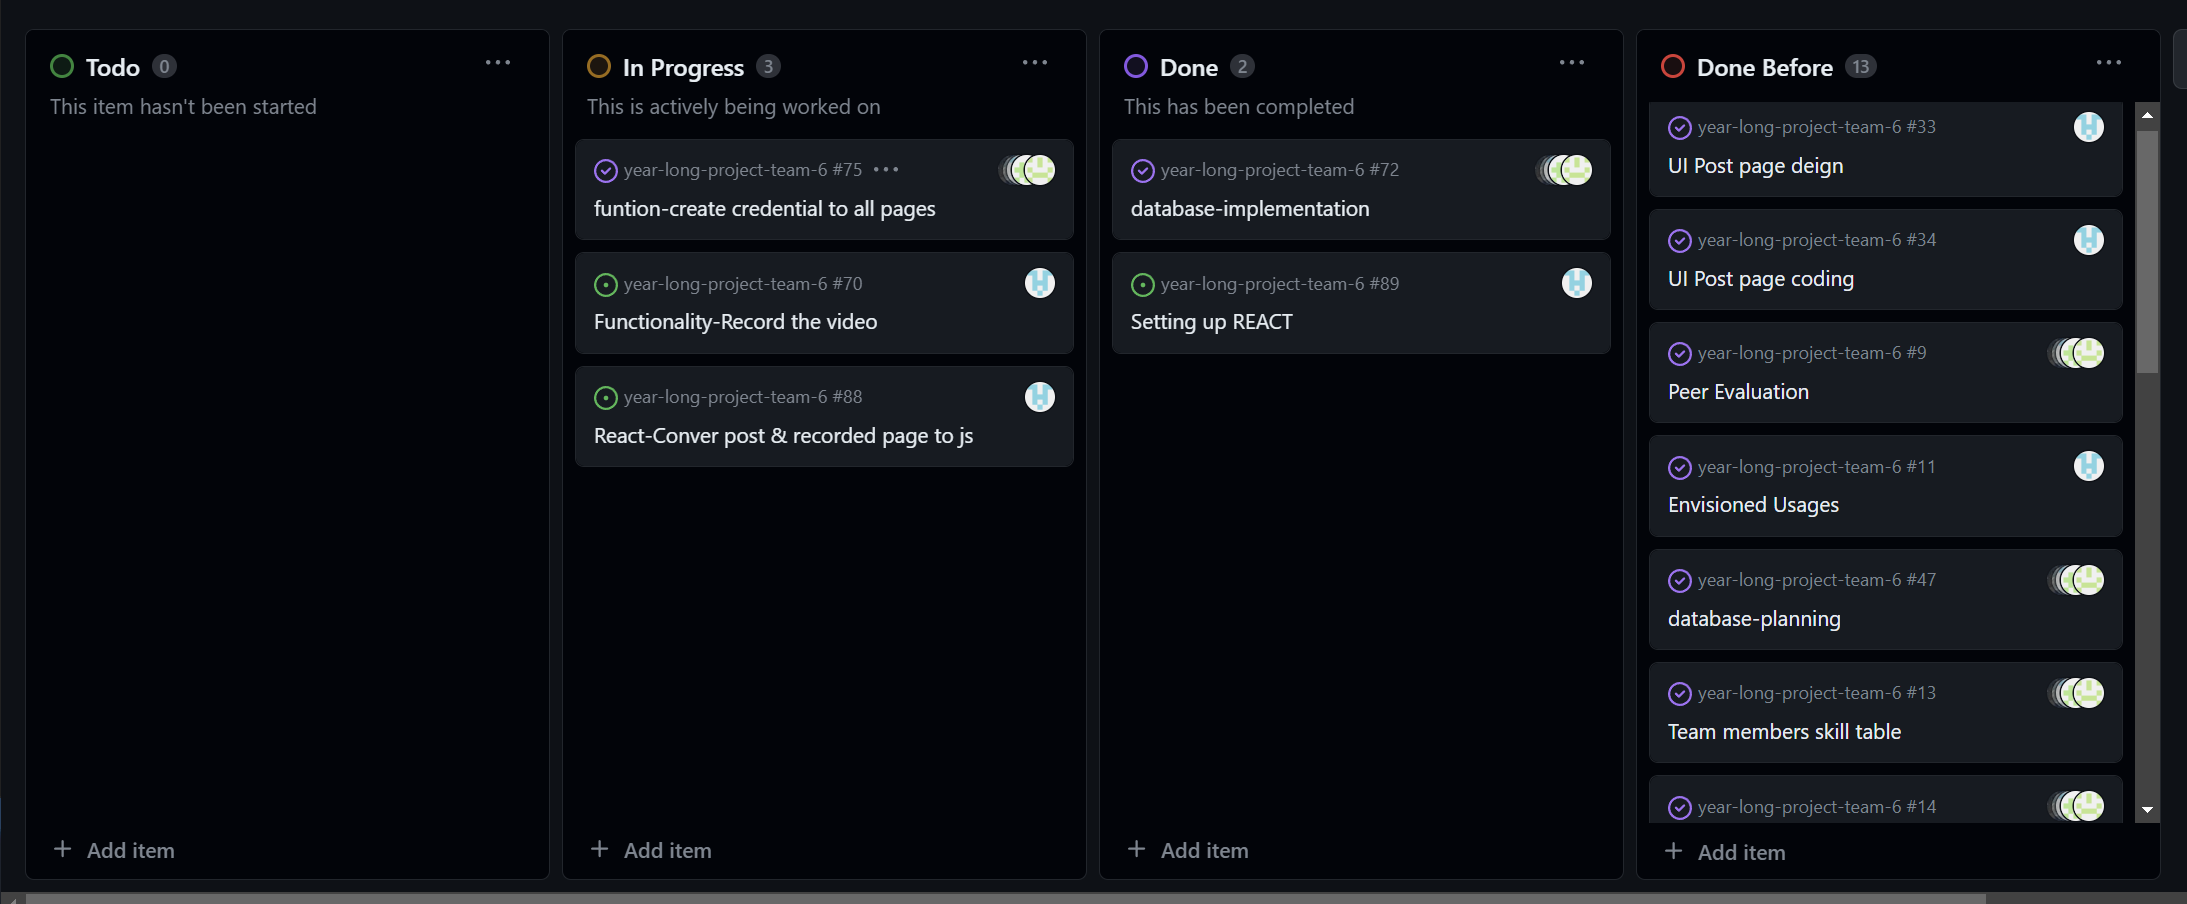 Todo 0
This item hasn't been started
Add item
In Progress 3
This is actively being worked on
year-long-project-team-6 #75
funtion-create credential to all pages
year-long-project-team-6 #70
Functionality-Record the video
year-long-project-team-6 #88
React-Conver post & recorded page to js
Add item
Done 2
This has been completed
year-long-project-team-6 #72
database-implementation
year-long-project-team-6 #89
Setting up REACT
Add item
Done Before 13
year-long-project-team-6 #33
UI Post page deign
year-long-project-team-6 #34
UI Post page coding
year-long-project-team-6 #9
Peer Evaluation
year-long-project-team-6 #11
Envisioned Usages
year-long-project-team-6 #47
database-planning
year-long-project-team-6 #13
Team members skill table
year-long-project-team-6 #14
Add item